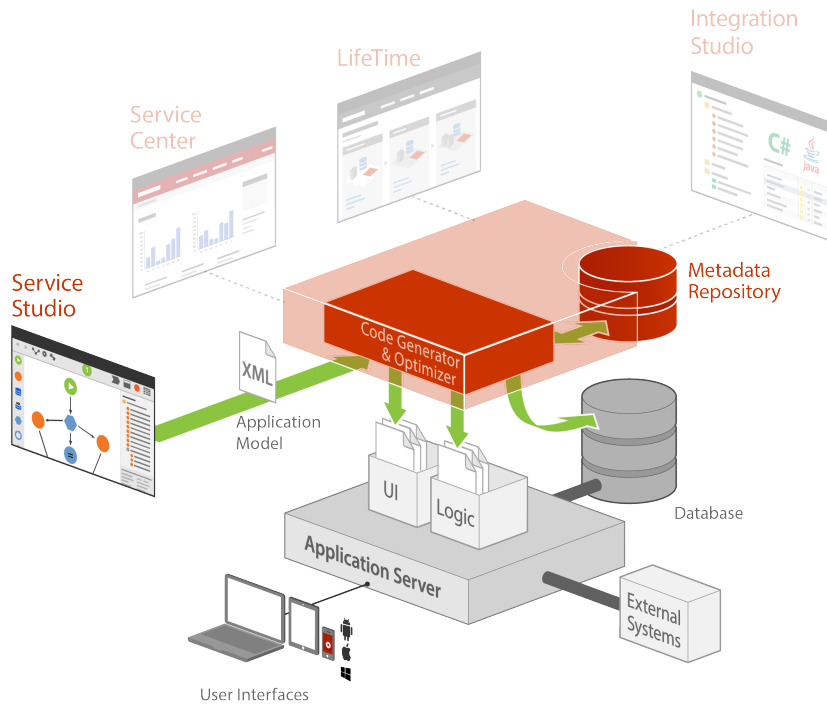 Integration
Studio
LifeTime
Service
Center
C#
Java
Metadata
Repository
Service
Studio
Code Generator
& Optimizer
XML
Application
Model
UI
Logic
Database
Application Server
External
Systems
User Interfaces